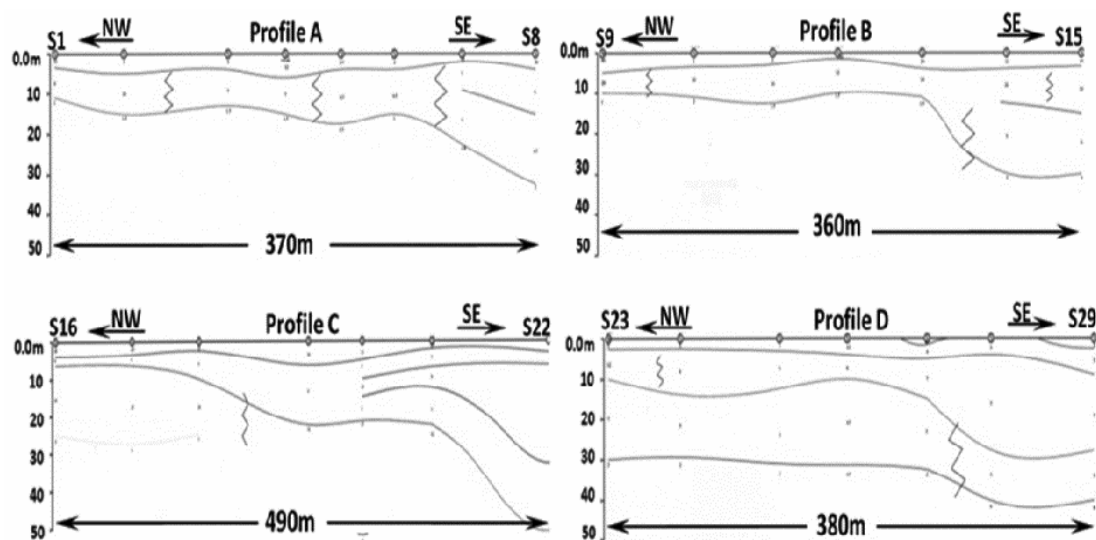 S1 NW Profile A SE S8
0.0m
10
20
30
40
50
370m
S9 NW Profile B SE S15
0.0m
10
20
30
40
50
360m
S16 NW Profile C SE S22
0.0m
10
20
30
40
50
490m
S23 NW Profile D SE S29
0.0m
10
20
30
40
50
380m